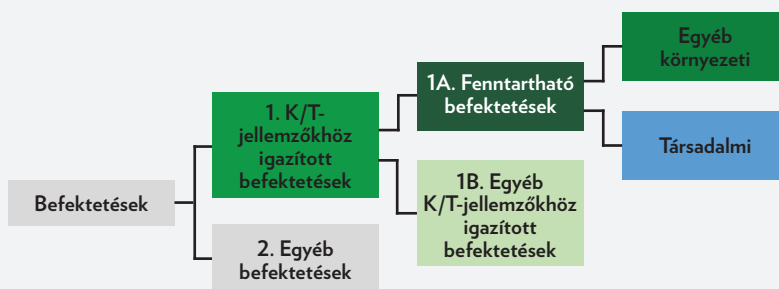 Befektetések
1. K/T-
jellemzőkhöz
igazított
befektetések
2. Egyéb
befektetések
1A. Fenntartható
befektetések
1B. Egyéb
K/T-jellemzőkhöz
igazított
befektetések
Egyéb
környezeti
Társadalmi